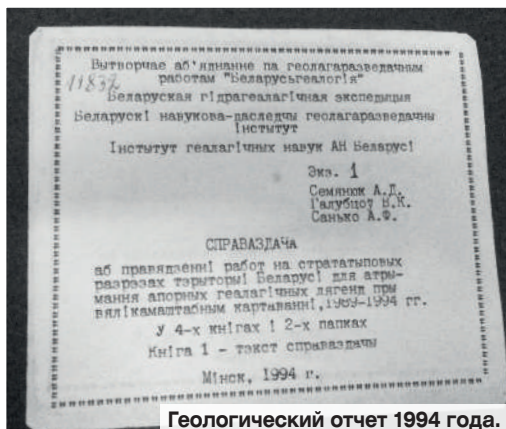 Вытворчае аб'яднанне па геолагаразведачным
работам "Беларусьгеалогія"
11832
Беларуская гідрагеалагічная экспедыцыя
Беларускі навукова-даследчы геолагаразведачны
Інстытут
Інстытут геалагічных навук АН Беларусі
Экз. 1
Семянюк А.Д.
Галубцоў В.К.
Санько А.Ф.
СПРАВАЗДАЧА
аб правядзенні работ на стрататыповых
разрэзах тэрыторыі Беларусі для атры-
мання апорных геалагічных лягенд пры
вялікамаштабным картаванні, 1989-1994 гг.
У 4-х кнігах і 2-х папках
Кніга 1 - тэкст справаздачы
Мінск, 1994 г.
Геологический отчет 1994 года.